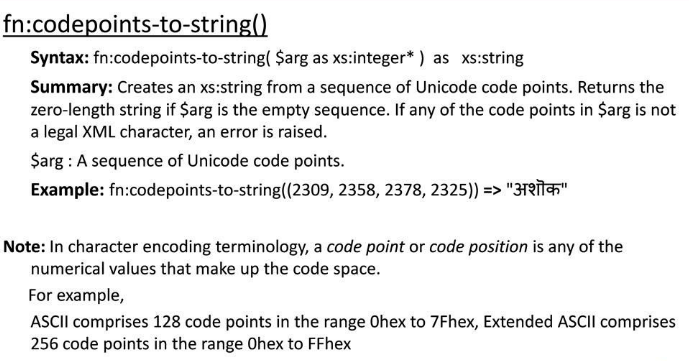 fn:codepoints-to-string()
Syntax: fn:codepoints-to-string( $arg as xs:integer* ) as xs:string
Summary: Creates an xs:string from a sequence of Unicode code points. Returns the
zero-length string if $arg is the empty sequence. If any of the code points in $arg is not
a legal XML character, an error is raised.
$arg : A sequence of Unicode code points.
Example: fn:codepoints-to-string((2309, 2358, 2378, 2325)) => "अशॊक"
Note: In character encoding terminology, a code point or code position is any of the
numerical values that make up the code space.
For example,
ASCII comprises 128 code points in the range 0hex to 7Fhex, Extended ASCII comprises
256 code points in the range 0hex to FFhex